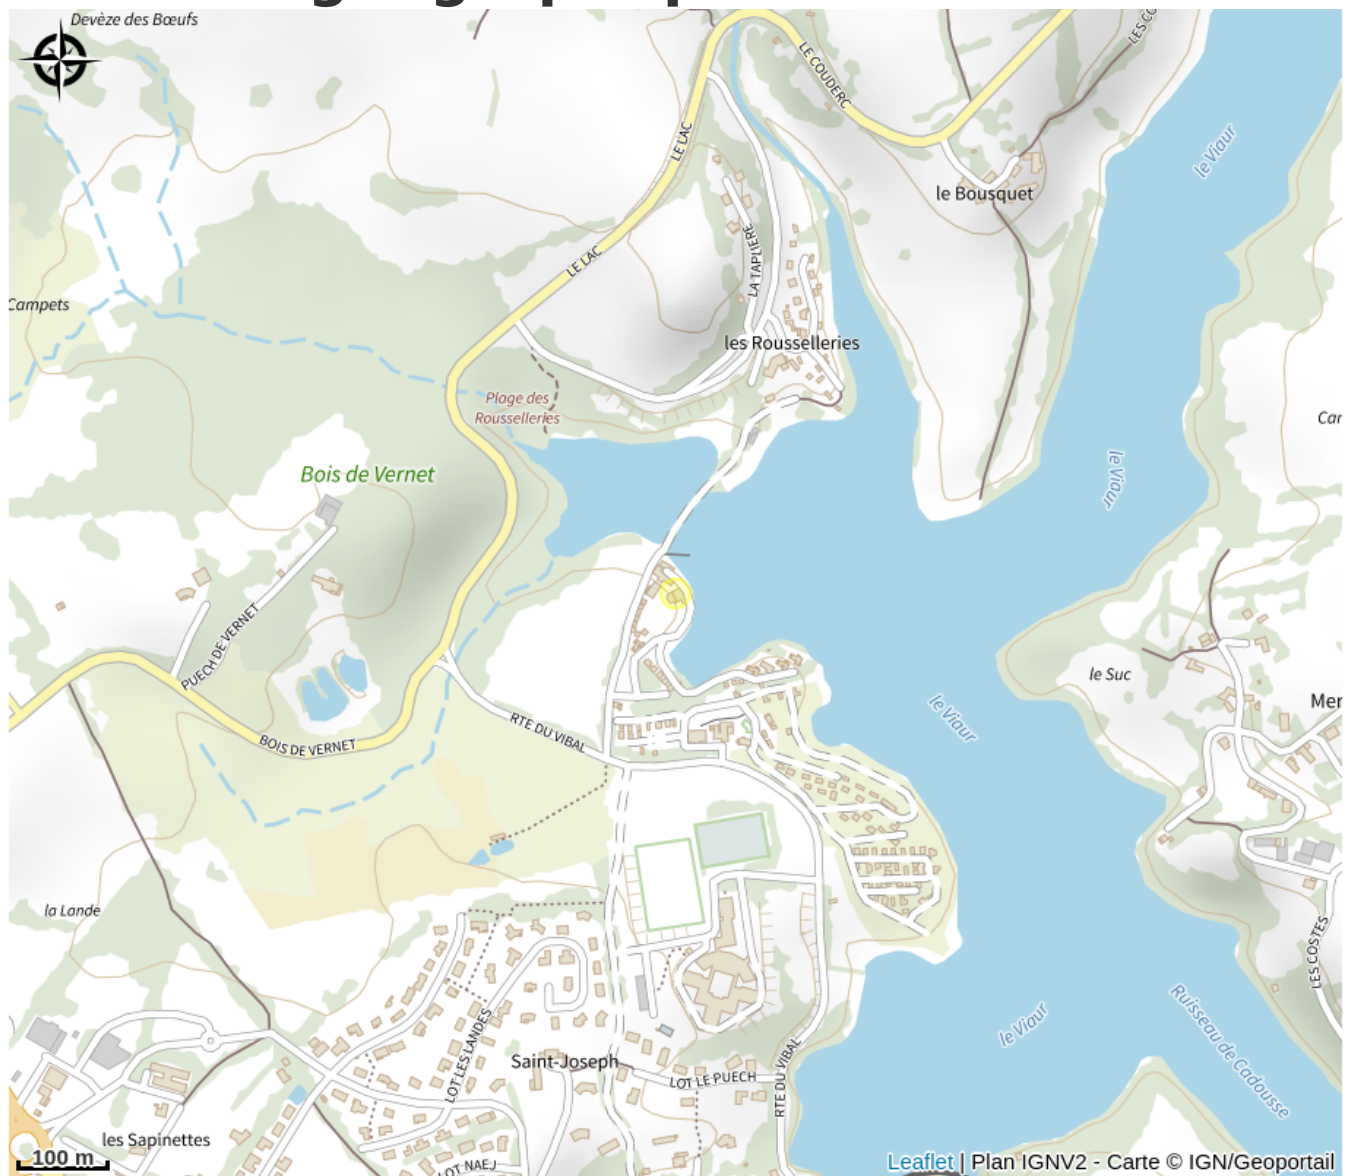 Devèze des Bœufs
LE COUDERC
LE LAC
le Viaur
le Bousquet
LA TAPLIERE
LE LAC
Campets
les Rousselleries
Plage des
Rousselleries
Car
Bois de Vernet
le Viaur
PUECH DE VERNET
le Suc
Mer
le Viaur
RTE DU VIBAL
BOIS DE VERNET
la Lande
LES COSTES
le Viaur
Ruisseau de Cadousse
LOT LES LANDES
Saint-Joseph
LOT LE PUECH
RTE DU VIBAL
les Sapinettes
100 m
LOT NAEJ
Leaflet | Plan IGNV2 - Carte © IGN/Geoportail